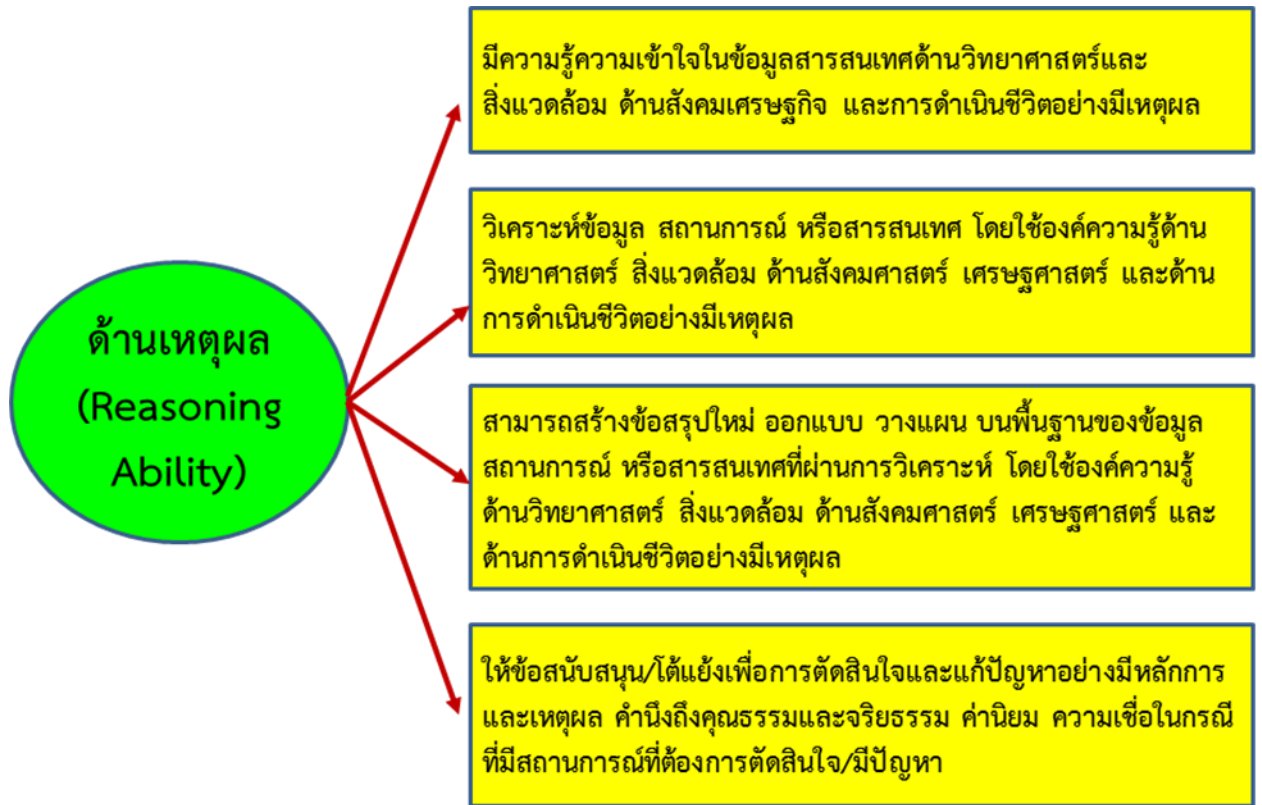 ด้านเหตุผล
(Reasoning
Ability)
มีความรู้ความเข้าใจในข้อมูลสารสนเทศด้านวิทยาศาสตร์และ
สิ่งแวดล้อม ด้านสังคมเศรษฐกิจ และการดำเนินชีวิตอย่างมีเหตุผล
วิเคราะห์ข้อมูล สถานการณ์ หรือสารสนเทศ โดยใช้องค์ความรู้ด้าน
วิทยาศาสตร์ สิ่งแวดล้อม ด้านสังคมศาสตร์ เศรษฐศาสตร์ และด้าน
การดำเนินชีวิตอย่างมีเหตุผล
สามารถสร้างข้อสรุปใหม่ ออกแบบ วางแผน บนพื้นฐานของข้อมูล
สถานการณ์ หรือสารสนเทศที่ผ่านการวิเคราะห์ โดยใช้องค์ความรู้
ด้านวิทยาศาสตร์ สิ่งแวดล้อม ด้านสังคมศาสตร์ เศรษฐศาสตร์ และ
ด้านการดำเนินชีวิตอย่างมีเหตุผล
ให้ข้อสนับสนุน/โต้แย้งเพื่อการตัดสินใจและแก้ปัญหาอย่างมีหลักการ
และเหตุผล คำนึงถึงคุณธรรมและจริยธรรม ค่านิยม ความเชื่อในกรณี
ที่มีสถานการณ์ที่ต้องการตัดสินใจ/มีปัญหา